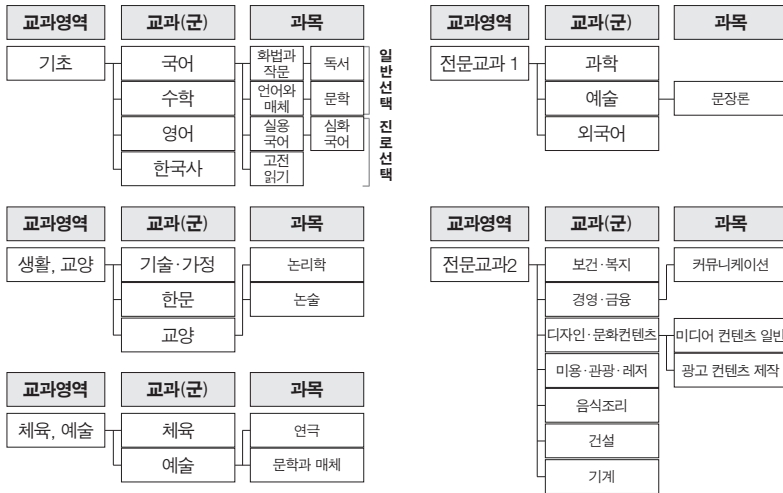 교과영역 교과(군) 과목
기초 국어 화법과 작문 독서
수학 언어와 매체 문학
영어 실용 국어 심화 국어
한국사 고전 읽기
일반선택
진로선택
교과영역 교과(군) 과목
전문교과 1 과학
예술 문장론
외국어
교과영역 교과(군) 과목
생활, 교양 기술·가정 논리학
한문 논술
교양
교과영역 교과(군) 과목
전문교과2 보건·복지 커뮤니케이션
경영·금융
디자인·문화컨텐츠 미디어 컨텐츠 일반
미용·관광·레저 광고 컨텐츠 제작
음식조리
건설
기계
교과영역 교과(군) 과목
체육, 예술 체육 연극
예술 문학과 매체